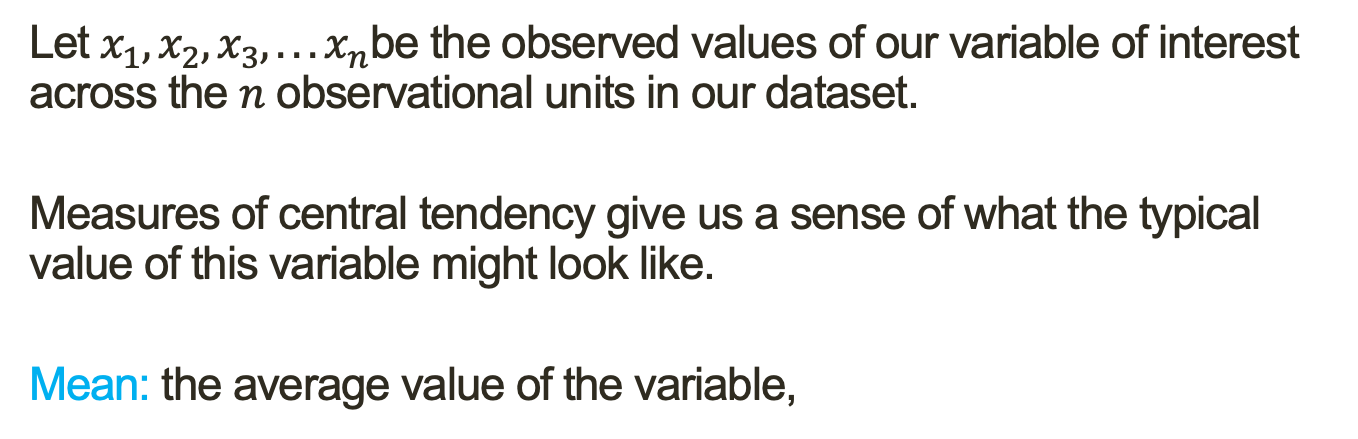 Let 𝑥₁, 𝑥₂, 𝑥₃, … 𝑥ₙ be the observed values of our variable of interest
across the 𝑛 observational units in our dataset.
Measures of central tendency give us a sense of what the typical
value of this variable might look like.
Mean: the average value of the variable,